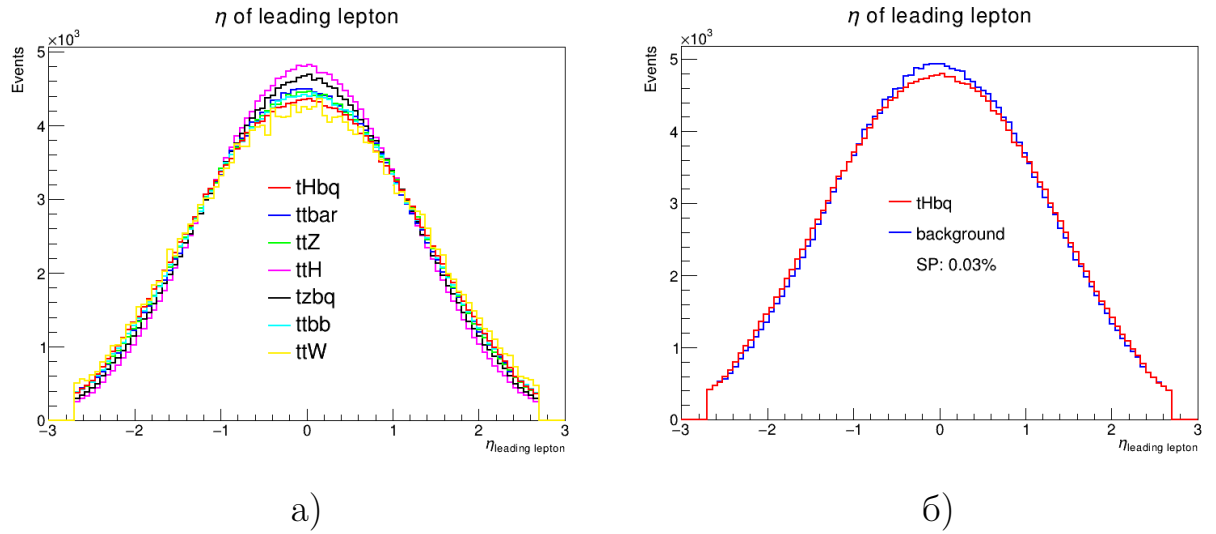 η of leading lepton
×10³
Events
5
4
3
2
1
0
tHbq
ttbar
ttZ
ttH
tzbq
ttbb
ttW
−3 −2 −1 0 1 2 3
η leading lepton
а)
η of leading lepton
×10³
Events
5
4
3
2
1
0
tHbq
background
SP: 0.03%
−3 −2 −1 0 1 2 3
η leading lepton
б)